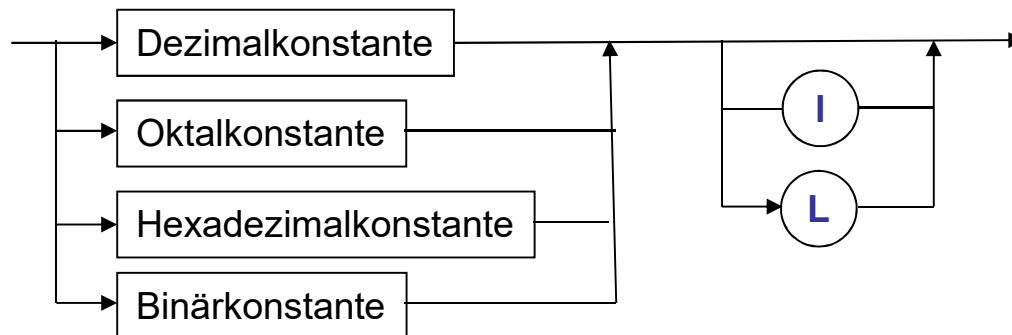 Dezimalkonstante
l
Oktalkonstante
L
Hexadezimalkonstante
Binärkonstante